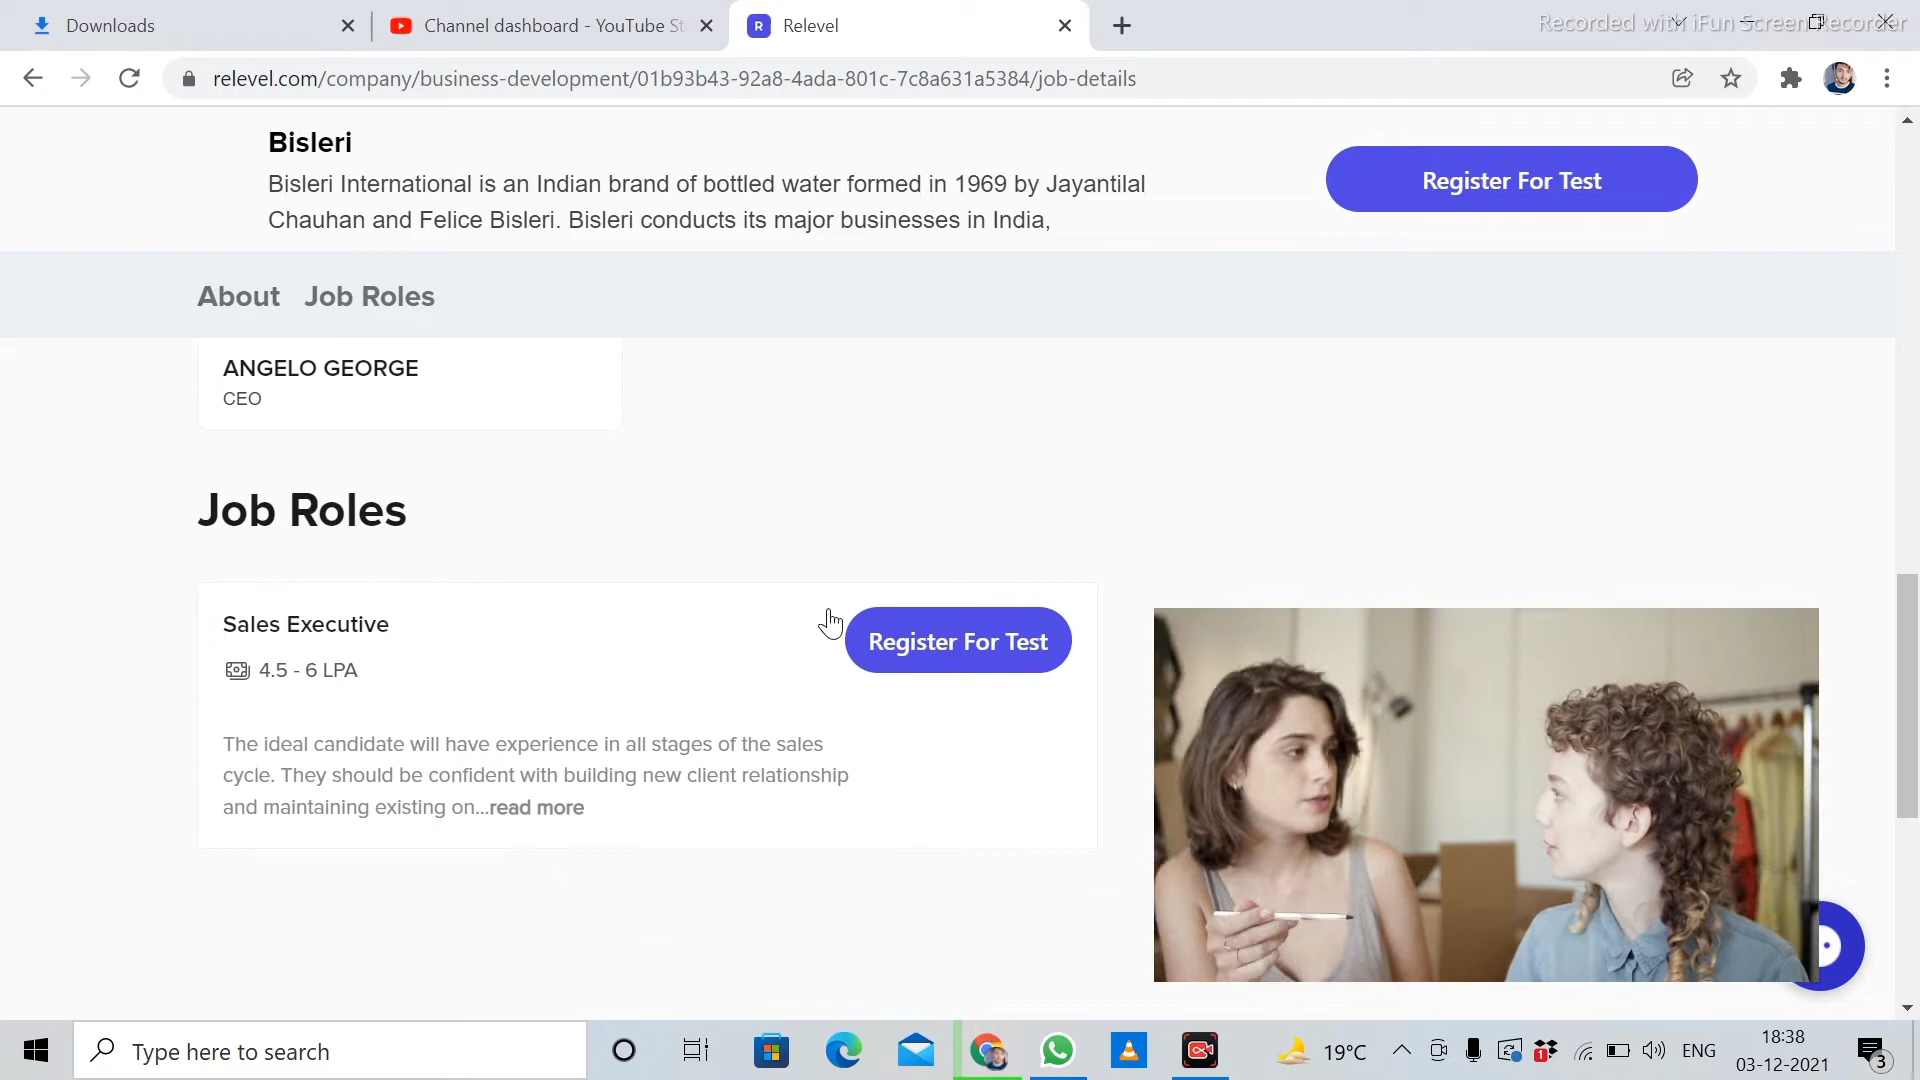 Downloads
Channel dashboard - YouTube St
R Relevel
Recorded with iFun Screen Recorder
relevel.com/company/business-development/01b93b43-92a8-4ada-801c-7c8a631a5384/job-details
Bisleri
Bisleri International is an Indian brand of bottled water formed in 1969 by Jayantilal
Chauhan and Felice Bisleri. Bisleri conducts its major businesses in India,
Register For Test
About Job Roles
ANGELO GEORGE
CEO
Job Roles
Sales Executive
4.5 - 6 LPA
Register For Test
The ideal candidate will have experience in all stages of the sales
cycle. They should be confident with building new client relationship
and maintaining existing on...read more
Type here to search
19°C
1
ENG
18:38
03-12-2021
3